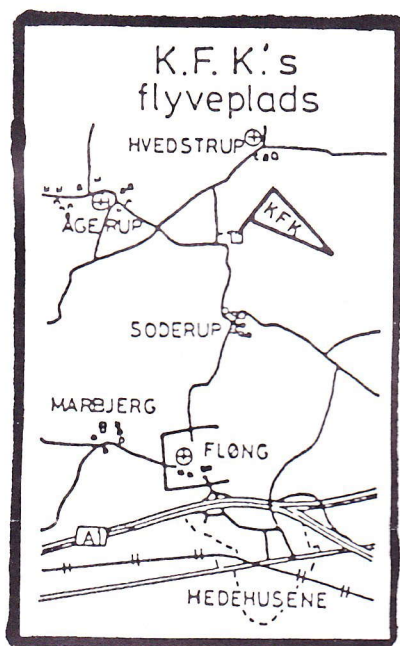 K.F.K.'s
flyveplads
HVEDSTRUP
ÅGERUP
KFK
SODERUP
MARBJERG
FLØNG
A1
HEDEHUSENE